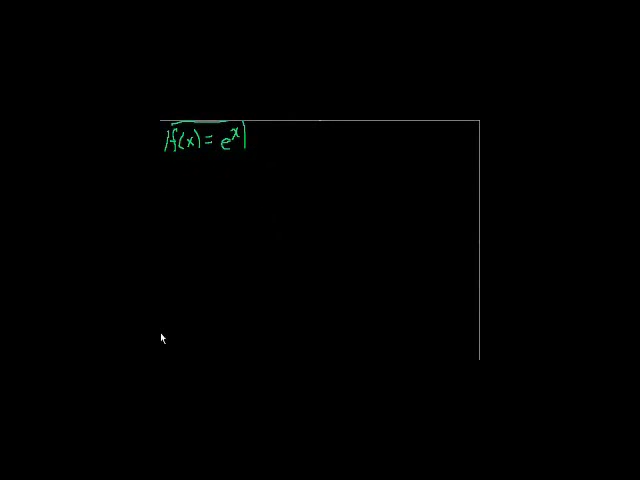 f(x) = e^x